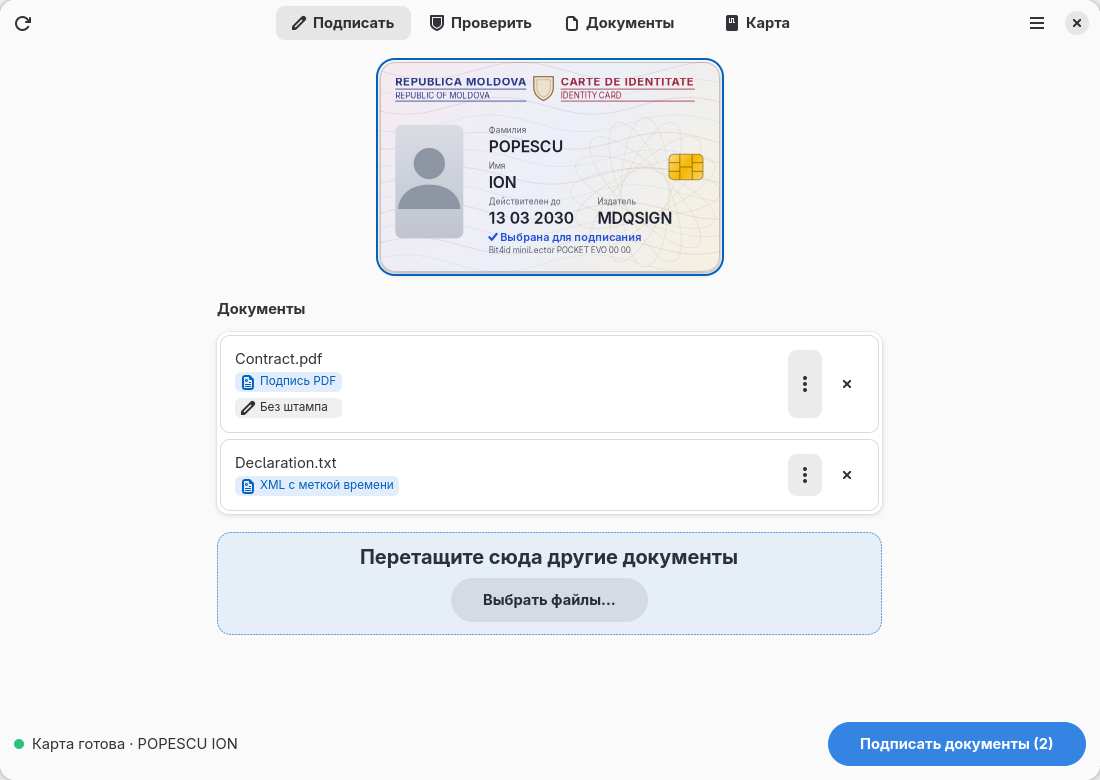 Подписать
Проверить
Документы
Карта
REPUBLICA MOLDOVA
REPUBLIC OF MOLDOVA
CARTE DE IDENTITATE
IDENTITY CARD
Фамилия
POPESCU
Имя
ION
Действителен до
Издатель
13 03 2030
MDQSIGN
Выбрана для подписания
Bit4id miniLector POCKET EVO 00 00
Документы
Contract.pdf
Подпись PDF
Без штампа
Declaration.txt
XML с меткой времени
Перетащите сюда другие документы
Выбрать файлы...
Карта готова · POPESCU ION
Подписать документы (2)